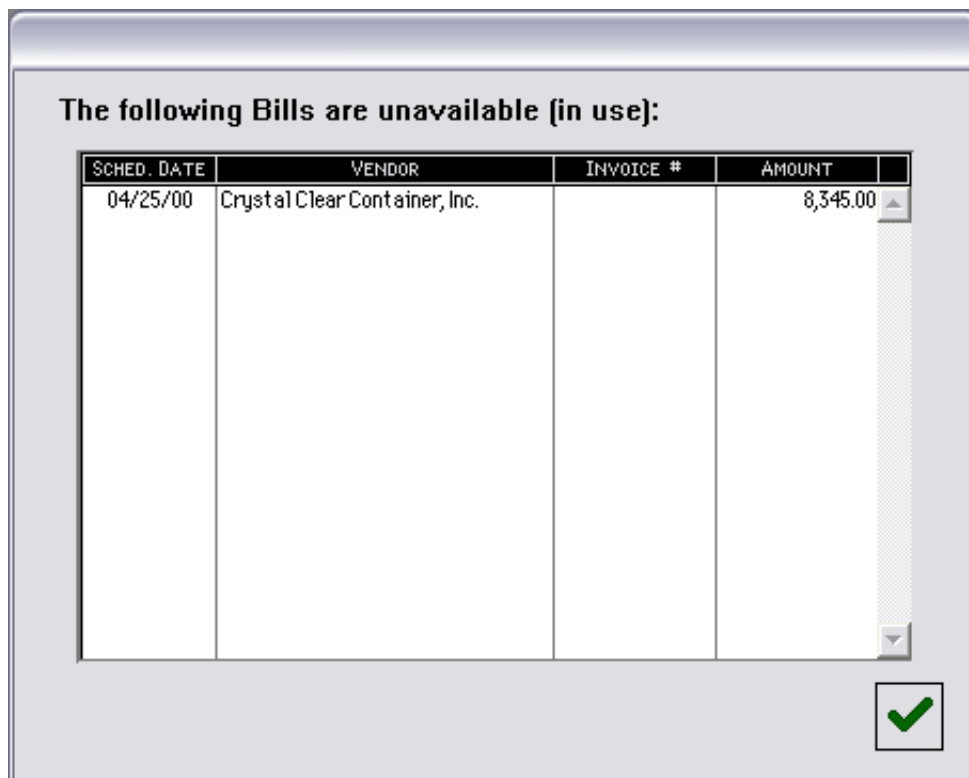 The following Bills are unavailable (in use):
SCHED. DATE VENDOR INVOICE # AMOUNT
04/25/00 Crystal Clear Container, Inc. 8,345.00